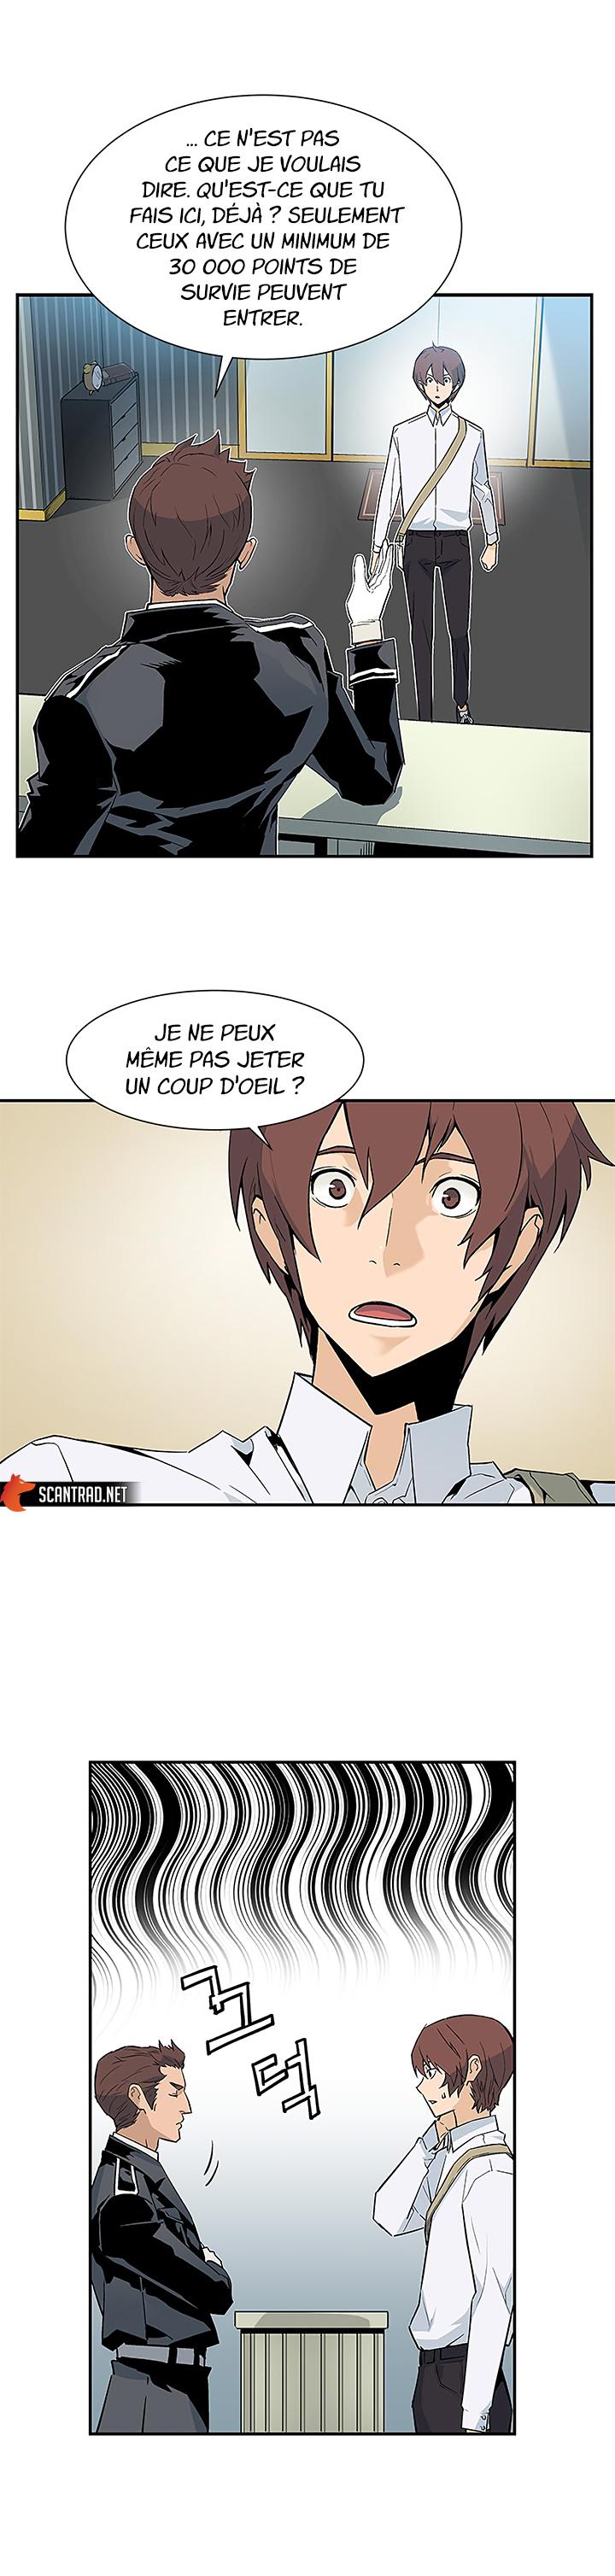 ... CE N'EST PAS
CE QUE JE VOULAIS
DIRE. QU'EST-CE QUE TU
FAIS ICI, DÉJÀ ? SEULEMENT
CEUX AVEC UN MINIMUM DE
30 000 POINTS DE
SURVIE PEUVENT
ENTRER.
JE NE PEUX
MÊME PAS JETER
UN COUP D'OEIL ?
SCANTRAD.NET
끄덕